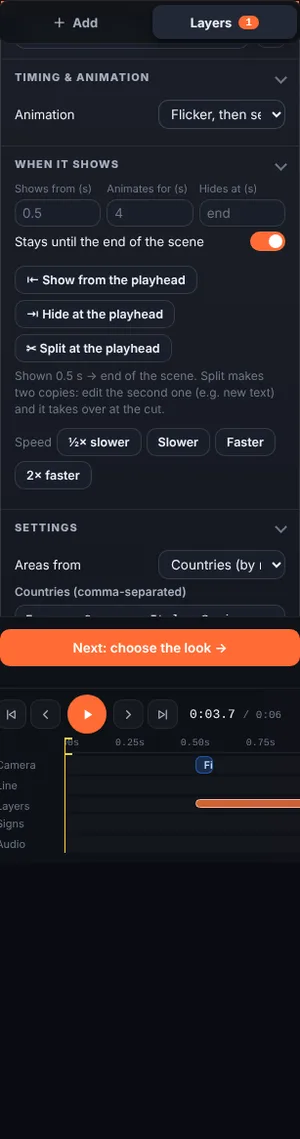 + Add
Layers 1
TIMING & ANIMATION
Animation
Flicker, then se
WHEN IT SHOWS
Shows from (s) Animates for (s) Hides at (s)
0.5 4 end
Stays until the end of the scene
⇤ Show from the playhead
⇥ Hide at the playhead
✂ Split at the playhead
Shown 0.5 s → end of the scene. Split makes
two copies: edit the second one (e.g. new text)
and it takes over at the cut.
Speed ½× slower Slower Faster
2× faster
SETTINGS
Areas from
Countries (by
Countries (comma-separated)
Next: choose the look →
0:03.7 / 0:06
0s 0.25s 0.50s 0.75s
Camera Fi
Line
Layers
Signs
Audio